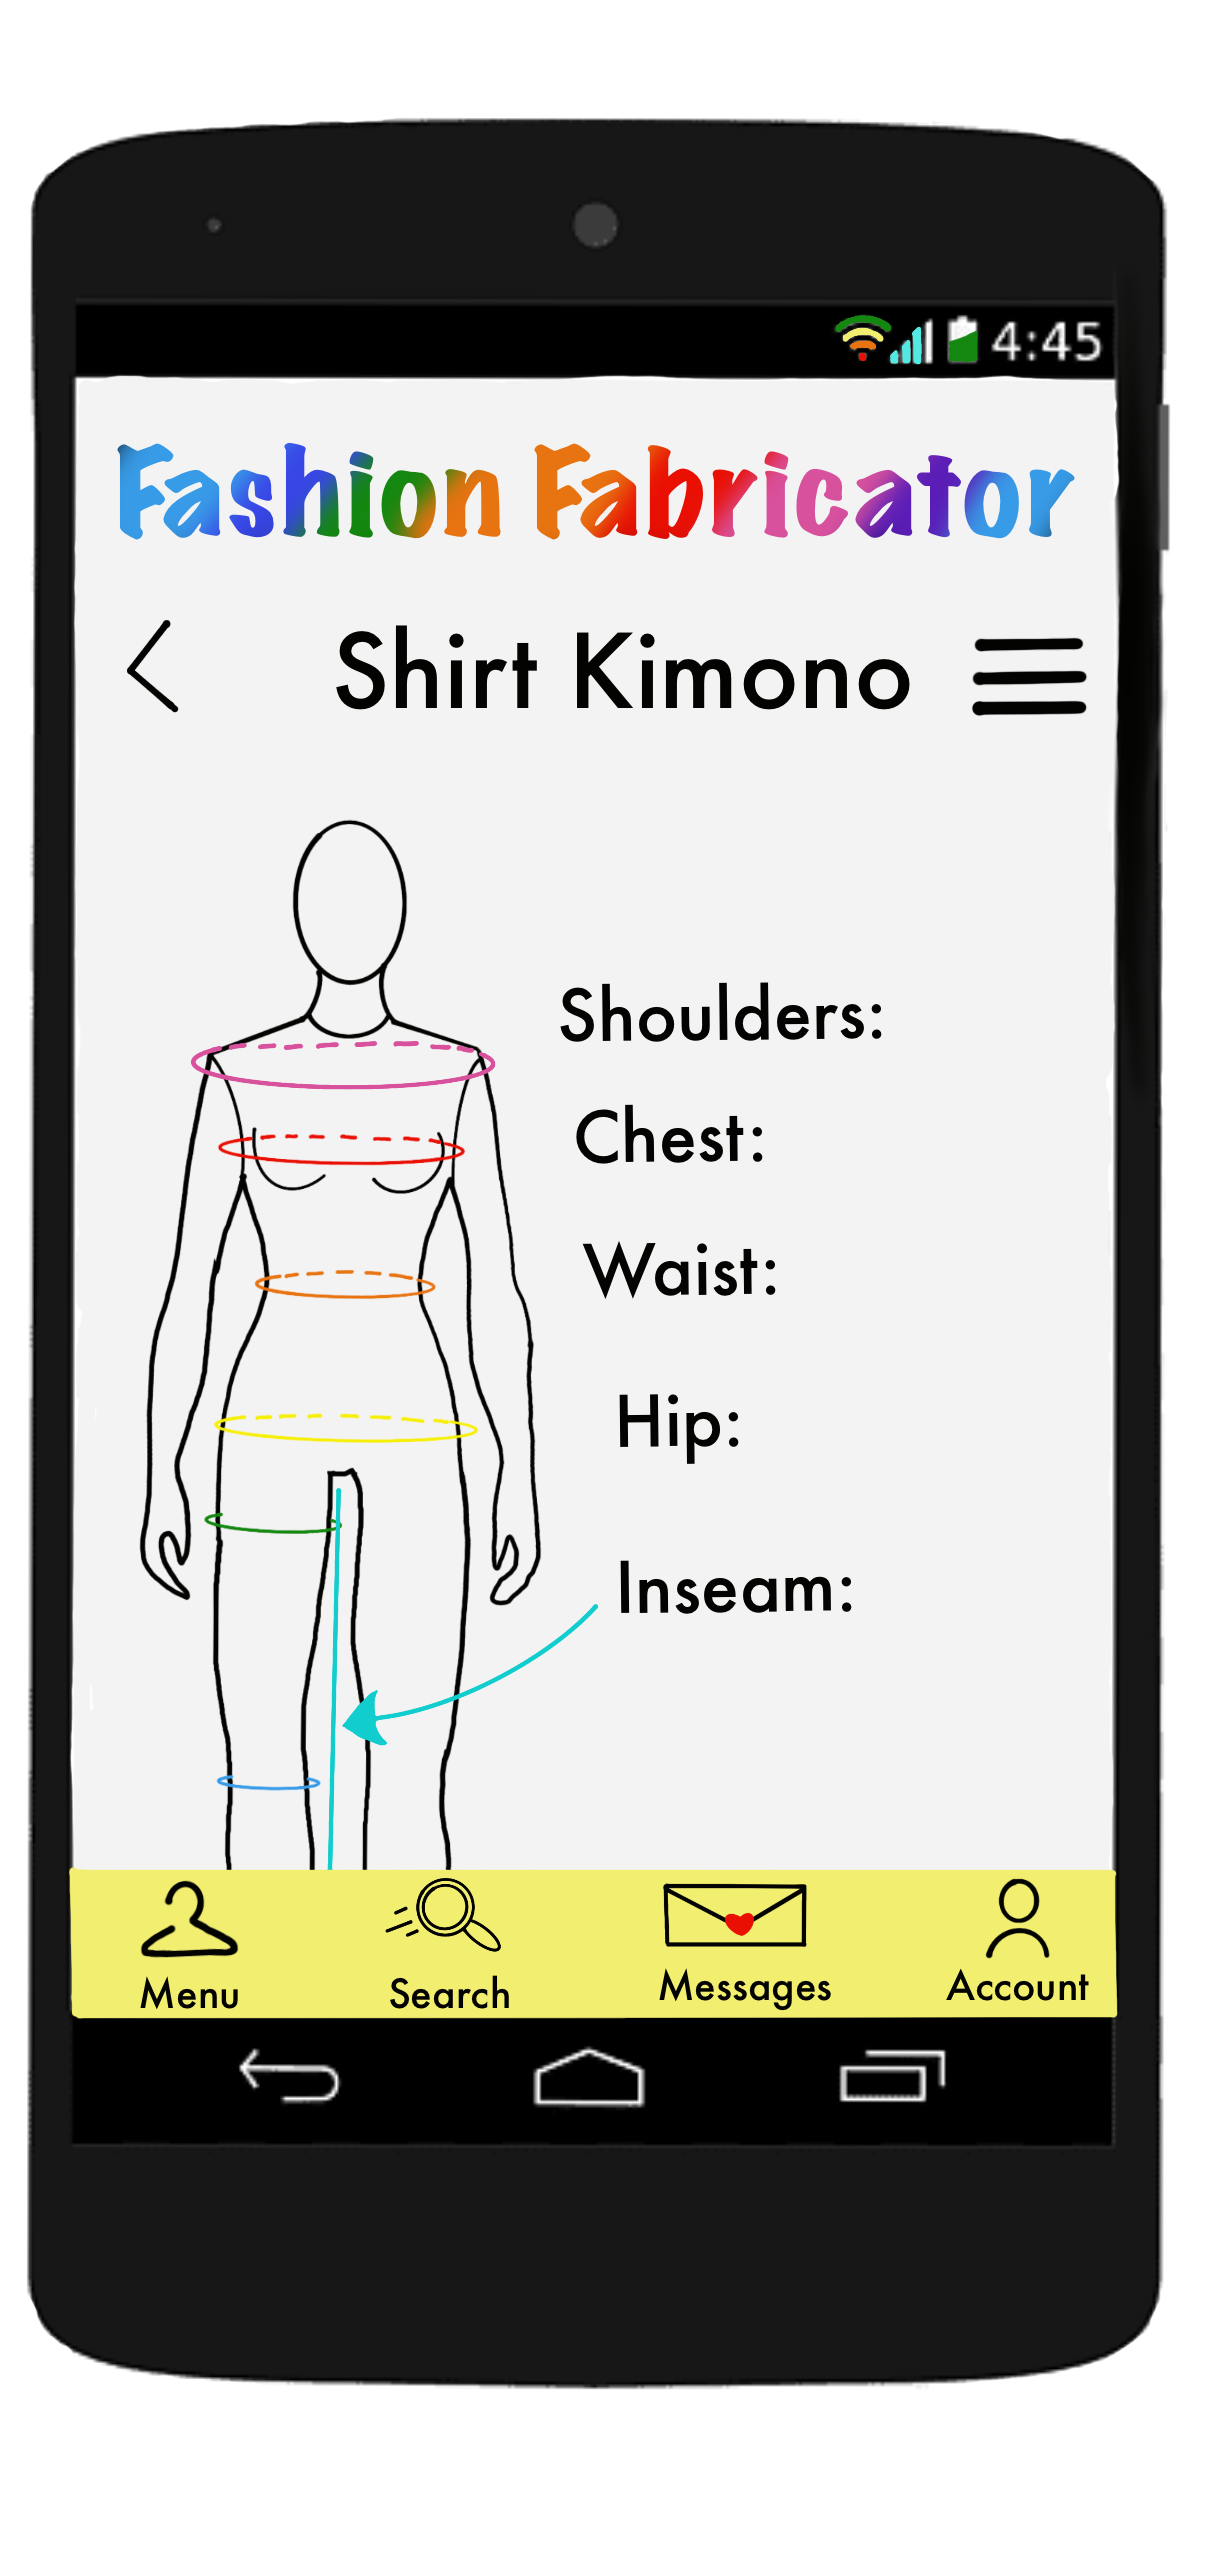 4:45
Fashion Fabricator
Shirt Kimono
Shoulders:
Chest:
Waist:
Hip:
Inseam:
Menu Search Messages Account